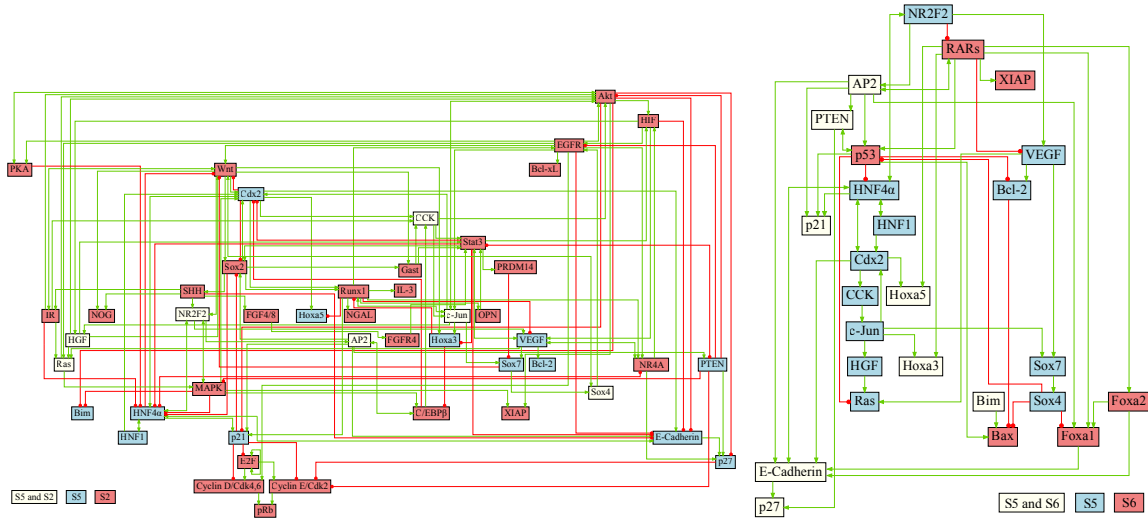 Akt
HIF
EGFR
PKA
Wnt
Bcl-xL
Cdx2
CCK
Stat3
Sox2
Gast
PRDM14
SHH
Runx1
IL-3
IR
NOG
NR2F2
FGF4/8
Hoxa5
NGAL
c-Jun
OPN
HGF
AP2
FGFR4
Hoxa3
VEGF
Ras
Sox7
Bcl-2
NR4A
PTEN
MAPK
Sox4
Bim
HNF4α
C/EBPβ
XIAP
HNF1
p21
E-Cadherin
E2F
p27
Cyclin D/Cdk4,6
Cyclin E/Cdk2
pRb
S5 and S2
S5
S2
NR2F2
RARs
AP2
XIAP
PTEN
p53
VEGF
HNF4α
Bcl-2
p21
HNF1
Cdx2
CCK
Hoxa5
c-Jun
HGF
Hoxa3
Sox7
Ras
Bim
Sox4
Foxa2
Bax
Foxa1
E-Cadherin
p27
S5 and S6
S5
S6